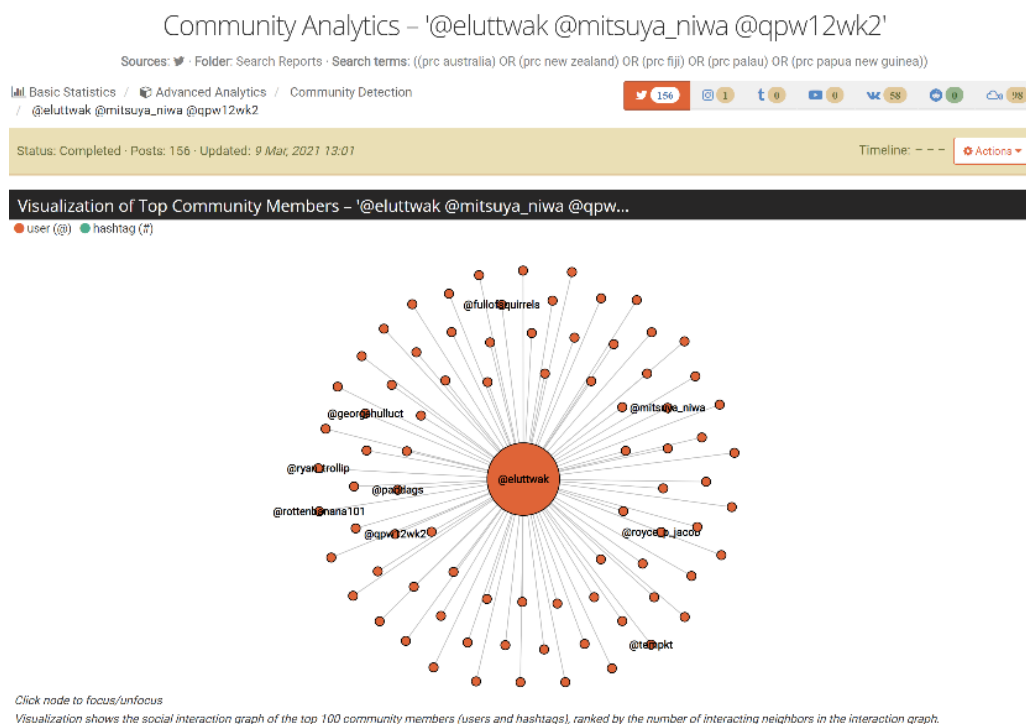 Community Analytics – '@eluttwak @mitsuya_niwa @qpw12wk2'
Sources: · Folder: Search Reports · Search terms: ((prc australia) OR (prc new zealand) OR (prc fiji) OR (prc palau) OR (prc papua new guinea))
Basic Statistics / Advanced Analytics / Community Detection
/ @eluttwak @mitsuya_niwa @qpw12wk2
156 1 t 0 0 58 0 98
Status: Completed · Posts: 156 · Updated: 9 Mar, 2021 13:01
Timeline: – – – Actions
Visualization of Top Community Members – '@eluttwak @mitsuya_niwa @qpw...
user (@) hashtag (#)
@fullofsquirrels
@georgehulluct
@mitsuya_niwa
@ryan_trollip
@eluttwak
@pandags
@rottenbanana101
@qpw12wk2
@royce_p_jacob
@tempkt
Click node to focus/unfocus
Visualization shows the social interaction graph of the top 100 community members (users and hashtags), ranked by the number of interacting neighbors in the interaction graph.